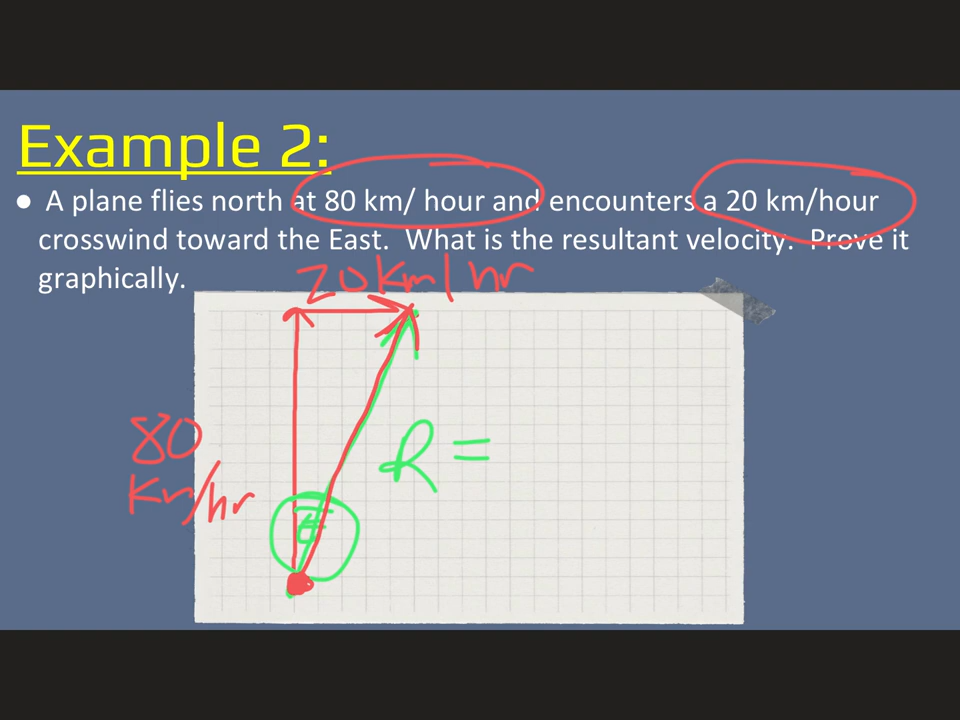 Example 2:
● A plane flies north at 80 km/ hour and encounters a 20 km/hour
crosswind toward the East.  What is the resultant velocity.  Prove it
graphically.
20 km/hr
80
Km/hr
R =